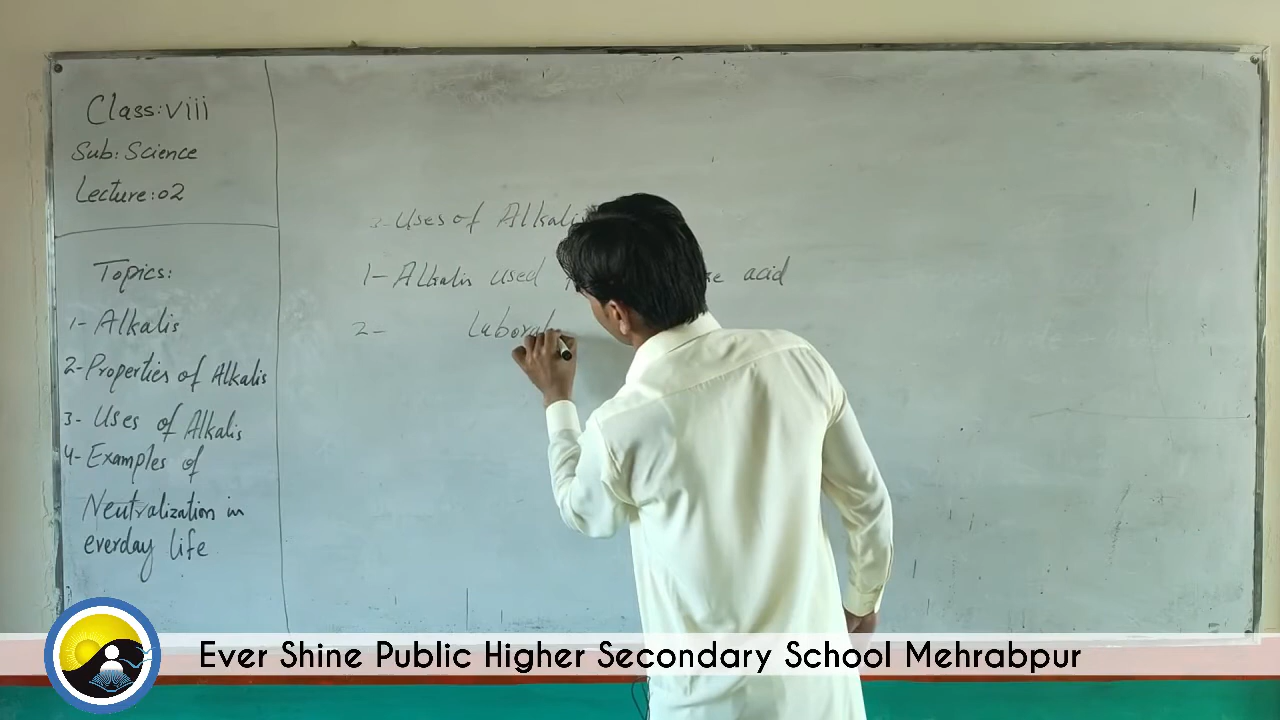 Class:viii
Sub: Science
Lecture:02
Topics:
1- Alkalis
2-Properties of Alkalis
3- Uses of Alkalis
4- Examples of
Neutralization in
everday life
3-Uses of Alkali
1-Alkalis used acid
2- Laborat
Ever Shine Public Higher Secondary School Mehrabpur